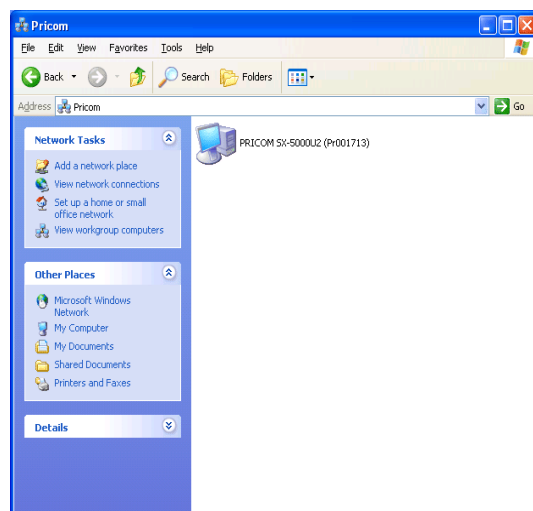 Pricom
File Edit View Favorites Tools Help
Back Search Folders
Address Pricom Go
Network Tasks
Add a network place
View network connections
Set up a home or small
office network
View workgroup computers
Other Places
Microsoft Windows
Network
My Computer
My Documents
Shared Documents
Printers and Faxes
Details
PRICOM SX-5000U2 (Pr001713)